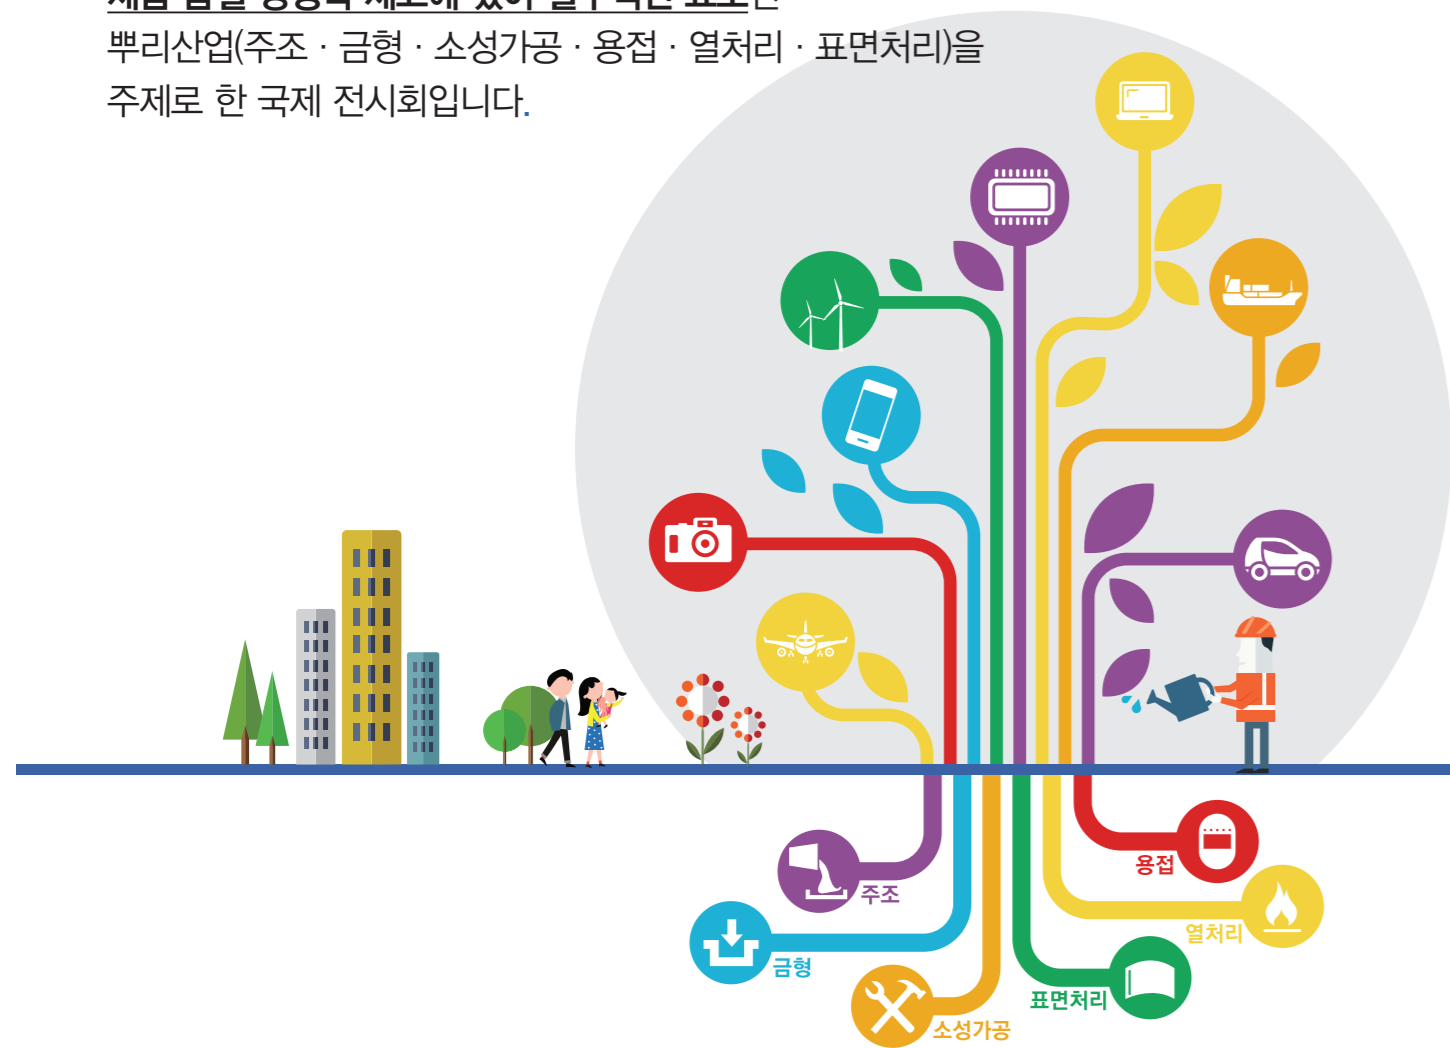 뿌리산업(주조 · 금형 · 소성가공 · 용접 · 열처리 · 표면처리)을
주제로 한 국제 전시회입니다.
용접
주조
열처리
금형
표면처리
소성가공